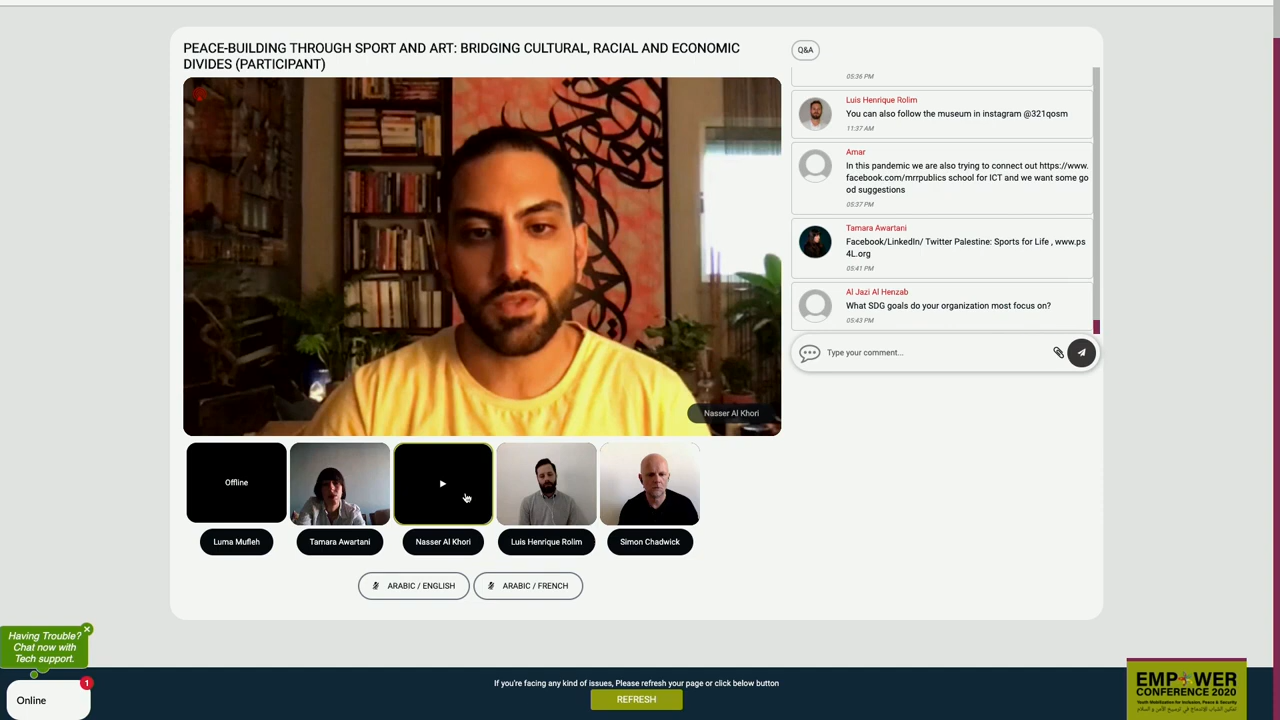 PEACE-BUILDING THROUGH SPORT AND ART: BRIDGING CULTURAL, RACIAL AND ECONOMIC
DIVIDES (PARTICIPANT)
Nasser Al Khori
Offline
Luma Mufleh
Tamara Awartani
Nasser Al Khori
Luis Henrique Rolim
Simon Chadwick
ARABIC / ENGLISH
ARABIC / FRENCH
Q&A
05:36 PM
Luis Henrique Rolim
You can also follow the museum in instagram @321qosm
11:37 AM
Amar
In this pandemic we are also trying to connect out https://www.
facebook.com/mrrpublics school for ICT and we want some go
od suggestions
05:37 PM
Tamara Awartani
Facebook/LinkedIn/ Twitter Palestine: Sports for Life , www.ps
4L.org
05:41 PM
Al Jazi Al Henzab
What SDG goals do your organization most focus on?
05:43 PM
Type your comment...
Having Trouble?
Chat now with
Tech support.
Online
1
If you're facing any kind of issues, Please refresh your page or click below button
REFRESH
EMPOWER
CONFERENCE 2020
Youth Mobilization for Inclusion, Peace & Security